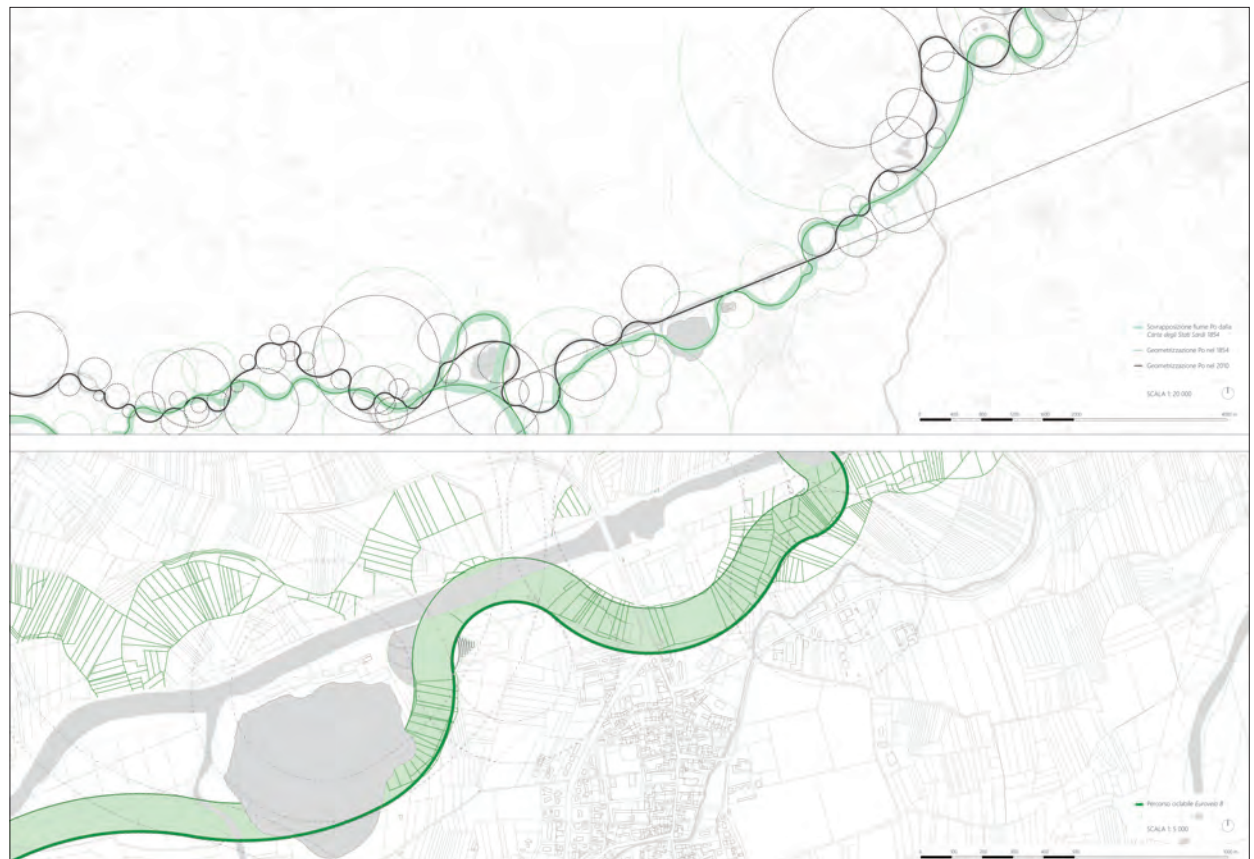 Sovrapposizione fiume Po dalla
Carta degli Stati Sardi 1854
Geometrizzazione Po nel 1854
Geometrizzazione Po nel 2010
SCALA 1: 20 000
Percorso ciclabile Eurovelo 8
SCALA 1: 5 000